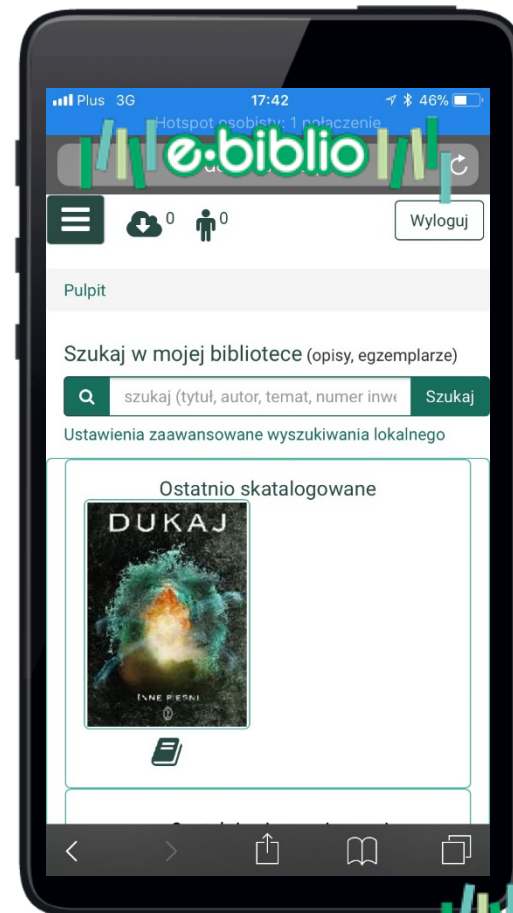 Plus 3G 17:42 46%
Hotspot osobisty: 1 połączenie
e·biblio
0 0 Wyloguj
Pulpit
Szukaj w mojej bibliotece (opisy, egzemplarze)
szukaj (tytuł, autor, temat, numer inwe Szukaj
Ustawienia zaawansowane wyszukiwania lokalnego
Ostatnio skatalogowane
DUKAJ
INNE PIEŚNI